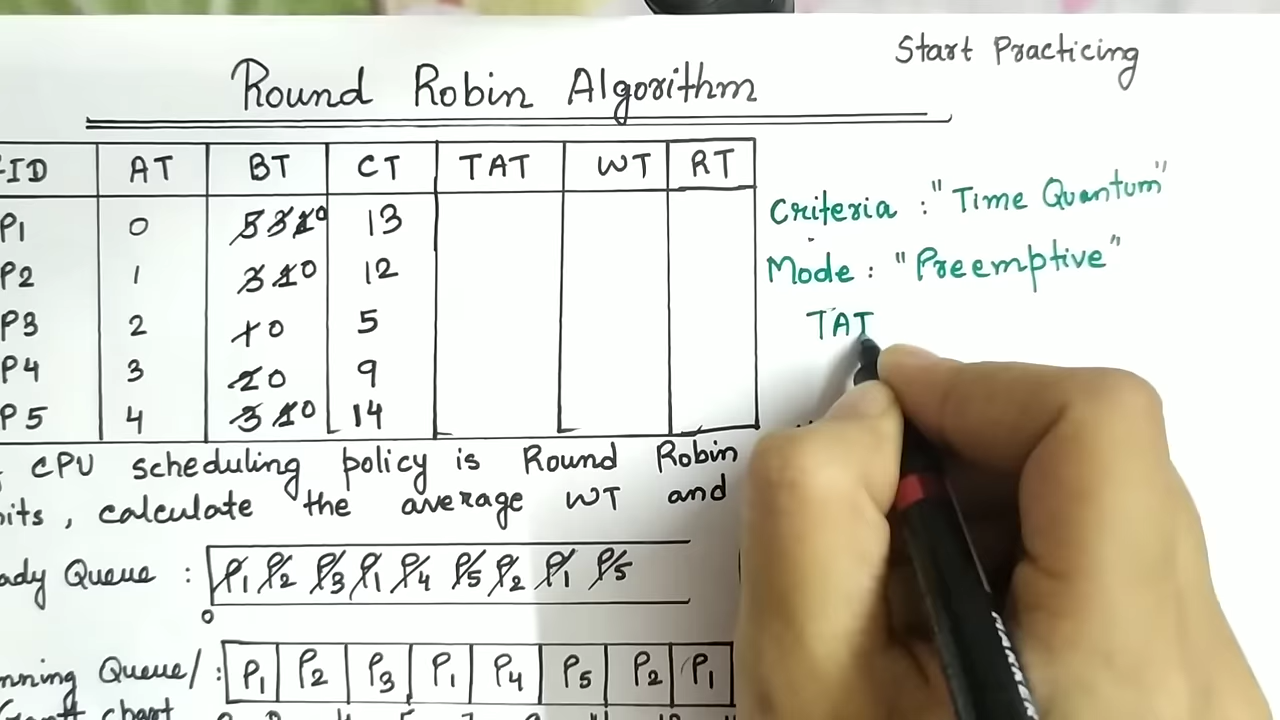 Start Practicing
Round Robin Algorithm
-ID AT BT CT TAT WT RT
P1 0 5 3 1 0 13
P2 1 3 1 0 12
P3 2 1 0 5
P4 3 2 0 9
P5 4 3 1 0 14
Criteria : "Time Quantum"
Mode : "Preemptive"
TAT
CPU scheduling policy is Round Robin
nits, calculate the average WT and
ady Queue : P1 P2 P3 P1 P4 P5 P2 P1 P5
0
nning Queue/ : P1 P2 P3 P1 P4 P5 P2 P1
Gantt chart
MARKER